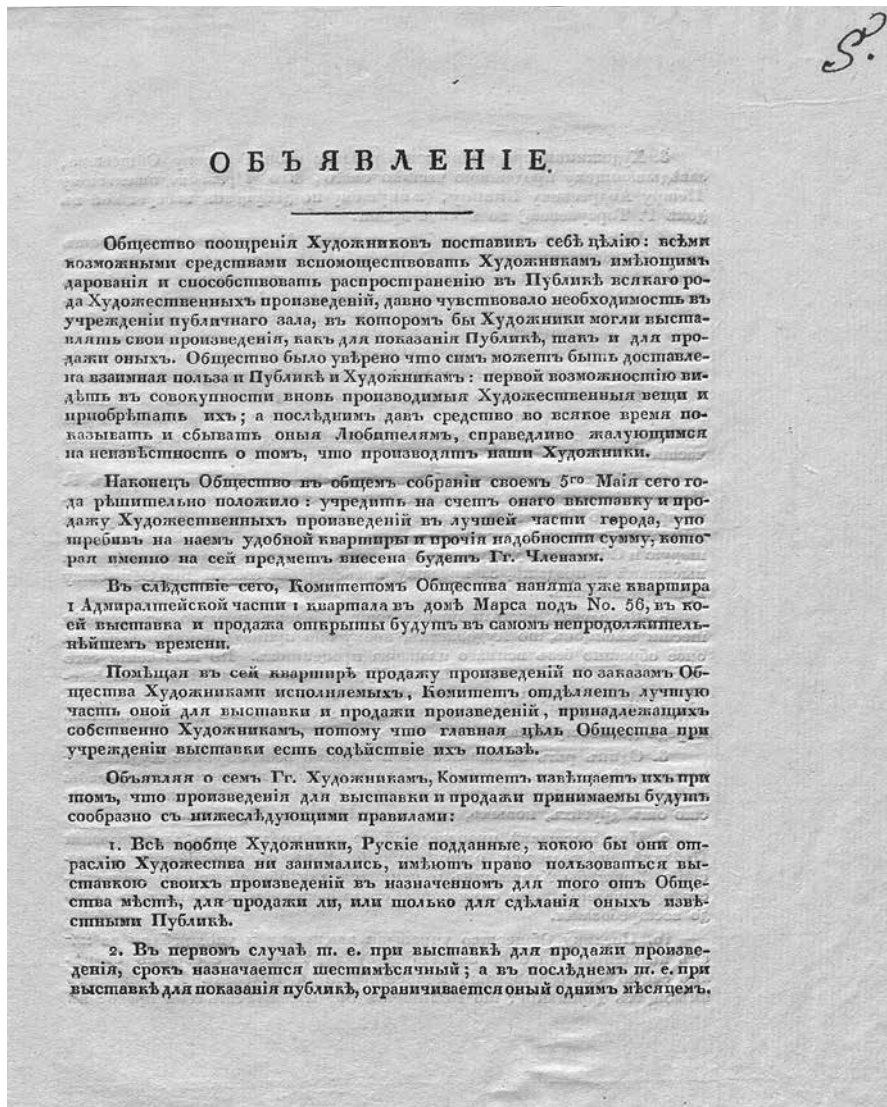 ОБЪЯВЛЕНІЕ.
Общество поощренія Художниковъ поставивъ себѣ цѣлію: всѣми
возможными средствами вспомоществовать Художникамъ имѣющимъ
дарованія и способствовать распространенію въ Публикѣ всякаго ро-
да Художественныхъ произведеній, давно чувствовало необходимость въ
учрежденіи публичнаго зала, въ которомъ бы Художники могли выста-
влять свои произведенія, какъ для показанія Публикѣ, такъ и для про-
дажи оныхъ. Общество было увѣрено что симъ можетъ быть доставле-
на взаимная польза и Публикѣ и Художникамъ: первой возможностію ви-
дѣть въ совокупности вновь производимыя Художественныя вещи и
пріобрѣтать ихъ; а послѣднимъ давъ средство во всякое время по-
казывать и сбывать оныя Любителямъ, справедливо жалующимся
на неизвѣстность о томъ, что производятъ наши Художники.
Наконецъ Общество въ общемъ собраніи своемъ 5го Маія сего го-
да рѣшительно положило: учредить на счетъ онаго выставку и про-
дажу Художественныхъ произведеній въ лучшей части города, упо
требивъ на наемъ удобной квартиры и прочія надобности сумму, кото-
рая именно на сей предметъ внесена будетъ Гг. Членамм.
Въ слѣдствіе сего, Комитетомъ Общества нанята уже квартира
1 Адмиралтейской части 1 квартала въ домѣ Марса подъ No. 56, въ ко-
ей выставка и продажа открыты будутъ въ самомъ непродолжитель-
нѣйшемъ времени.
Помѣщая въ сей квартирѣ продажу произведеній по заказамъ Об-
щества Художниками исполняемыхъ, Комитетъ отдѣляетъ лучшую
часть оной для выставки и продажи произведеній, принадлежащихъ
собственно Художникамъ, потому что главная цѣль Общества при
учрежденіи выставки есть содѣйствіе ихъ пользѣ.
Объявляя о семъ Гг. Художникамъ, Комитетъ извѣщаетъ ихъ при
томъ, что произведенія для выставки и продажи принимаемы будутъ
сообразно съ нижеслѣдующими правилами:
1. Всѣ вообще Художники, Рускіе подданные, кокою бы они от-
раслію Художества ни занимались, имѣютъ право пользоваться вы-
ставкою своихъ произведеній въ назначенномъ для того отъ Обще-
ства мѣстѣ, для продажи ли, или только для сдѣланія оныхъ извѣ-
стными Публикѣ.
2. Въ первомъ случаѣ т. е. при выставкѣ для продажи произве-
денія, срокъ назначается шестимѣсячный; а въ послѣднемъ т. е. при
выставкѣ для показанія публикѣ, ограничивается оный однимъ мѣсяцемъ.